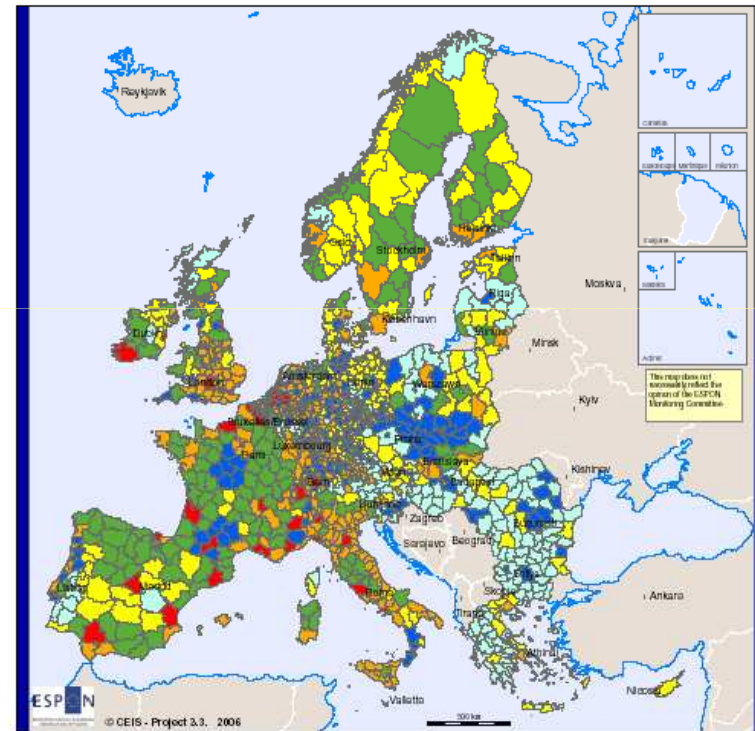 Reykjavik
Canarias
Guadeloupe
Martinique
Réunion
Guyane
Madeira
Açores
This map does not
necessarily reflect the
opinion of the ESPON
Monitoring Committee
Oslo
Helsinki
Stockholm
Tallinn
Riga
Moskva
København
Vilnius
Minsk
Dublin
London
Amsterdam
Berlin
Warszawa
Kyiv
Bruxelles/Brussel
Luxembourg
Praha
Paris
Bratislava
Wien
Budapest
Kishinev
Bern
Ljubljana
Zagreb
Bucuresti
Beograd
Sarajevo
Sofiya
Skopje
Ankara
Madrid
Lisboa
Roma
Tirana
Athinai
Nicosia
Valletta
ESPON
© CEIS - Project 3.3. 2006
500 km